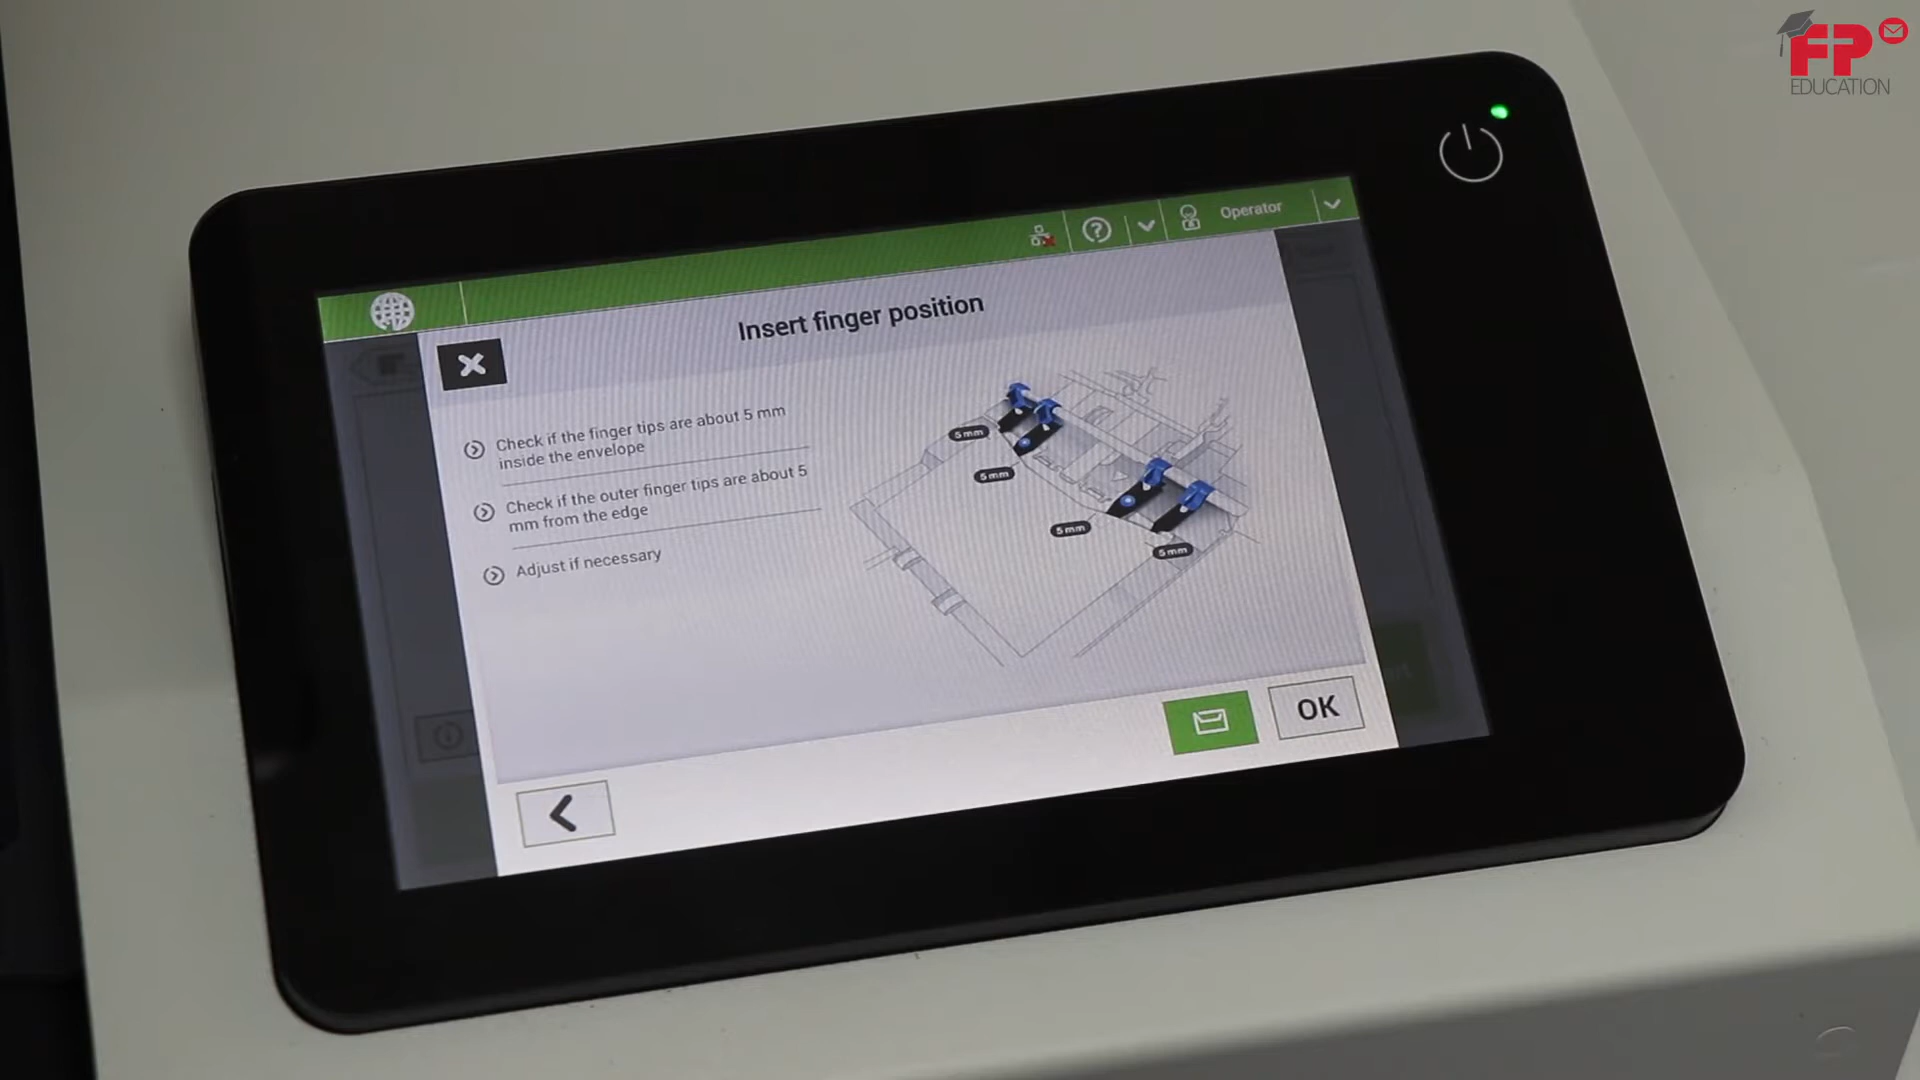 FP
EDUCATION
Operator
Insert finger position
Check if the finger tips are about 5 mm
inside the envelope
Check if the outer finger tips are about 5
mm from the edge
Adjust if necessary
5 mm
5 mm
5 mm
5 mm
OK